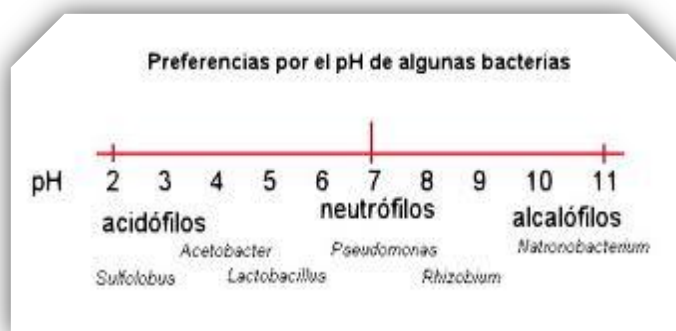 Preferencias por el pH de algunas bacterias
pH 2 3 4 5 6 7 8 9 10 11
acidófilos neutrófilos alcalófilos
Acetobacter Pseudomonas Natronobacterium
Sulfolobus Lactobacillus Rhizobium